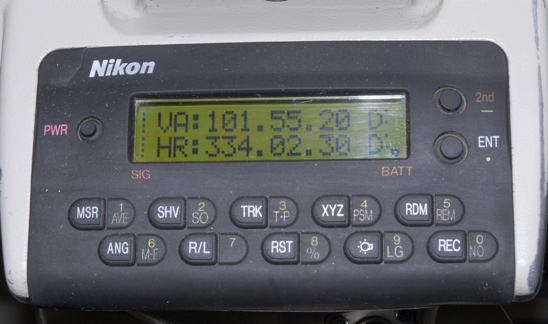 Nikon
2nd
PWR
VA:101.55.20 D
HR:334.02.30 D
ENT
SIG BATT
MSR 1 AVE SHV 2 SO TRK 3 T-P XYZ 4 PSM RDM 5 REM
ANG 6 M-F R/L 7 RST 8 % 9 LG REC 0 NO.